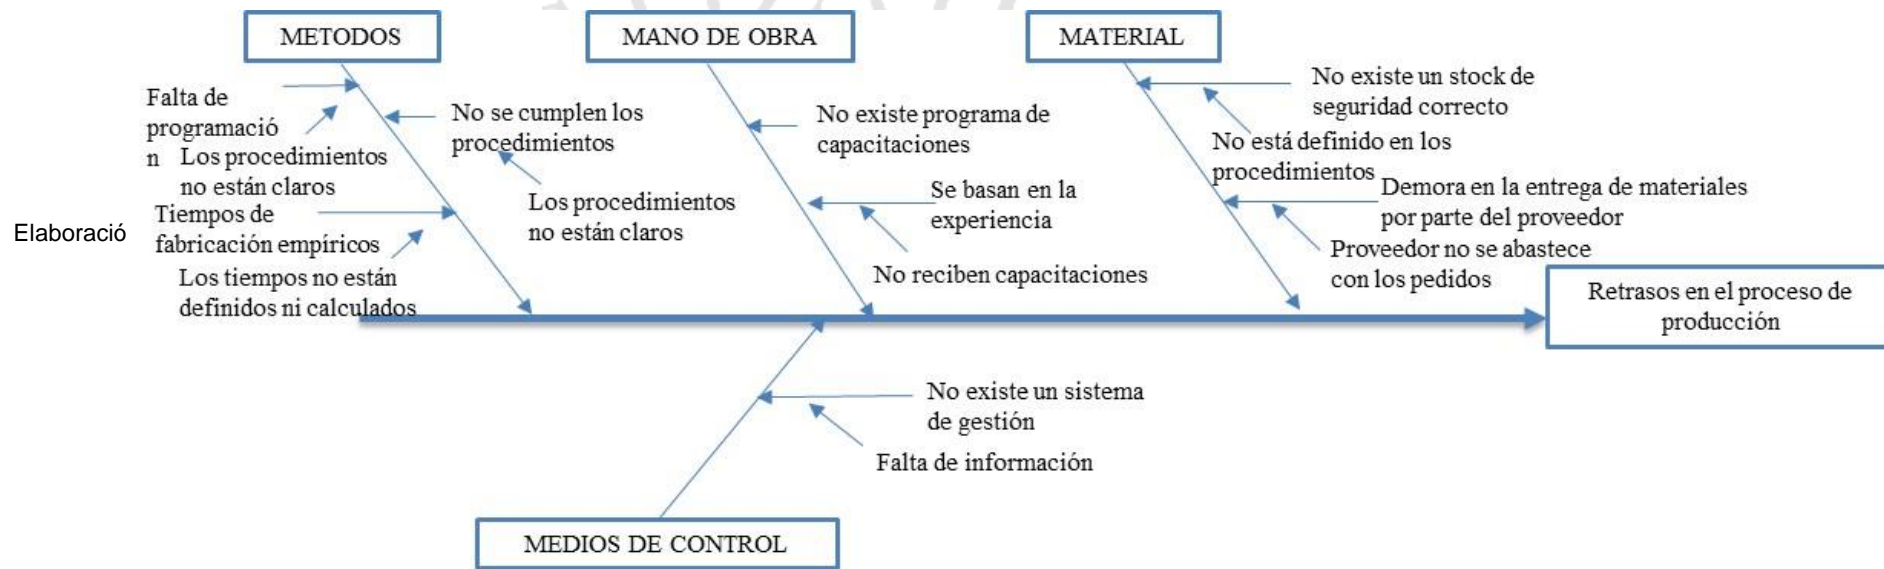 METODOS
MANO DE OBRA
MATERIAL
Falta de
programació
n
Los procedimientos
no están claros
Tiempos de
fabricación empíricos
Los tiempos no están
definidos ni calculados
No se cumplen los
procedimientos
Los procedimientos
no están claros
No existe programa de
capacitaciones
Se basan en la
experiencia
No reciben capacitaciones
No existe un stock de
seguridad correcto
No está definido en los
procedimientos
Demora en la entrega de materiales
por parte del proveedor
Proveedor no se abastece
con los pedidos
Elaboració
Retrasos en el proceso de
producción
No existe un sistema
de gestión
Falta de información
MEDIOS DE CONTROL